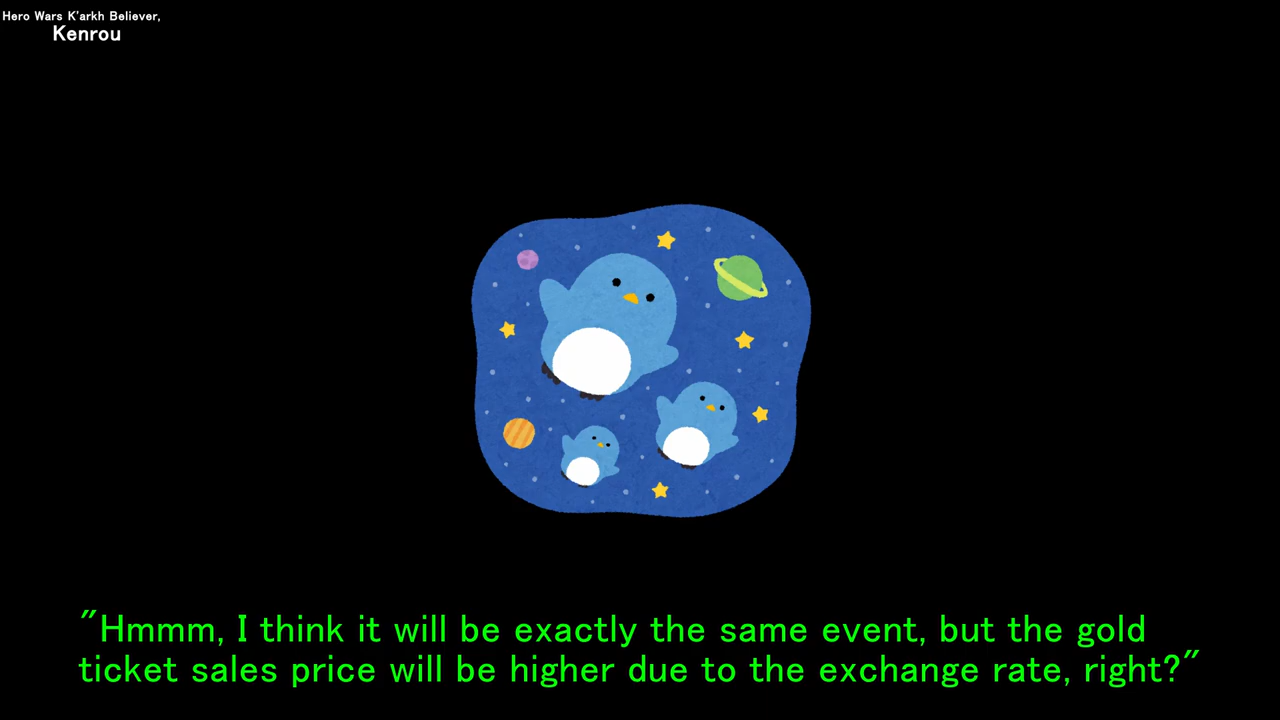 Hero Wars K'arkh Believer,
Kenrou
"Hmmm, I think it will be exactly the same event, but the gold
ticket sales price will be higher due to the exchange rate, right?"